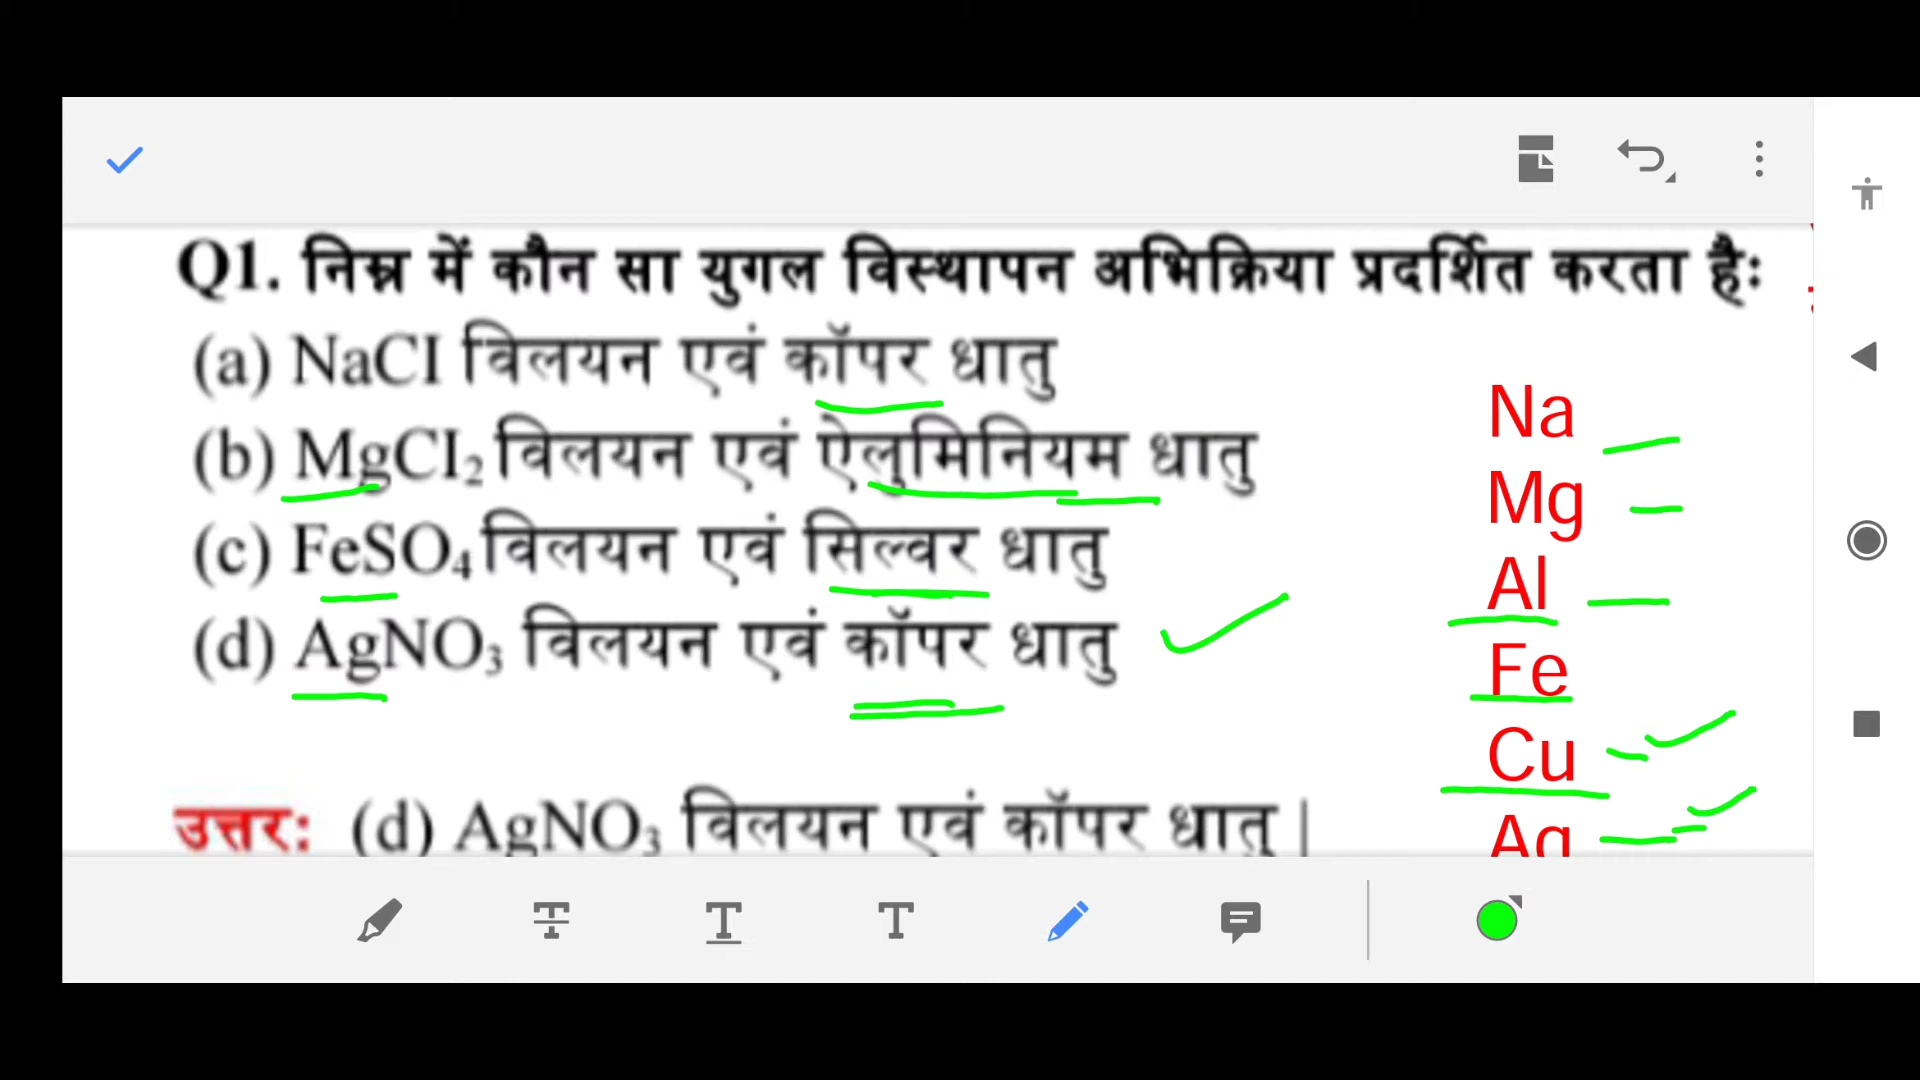 Q1. निम्न में कौन सा युगल विस्थापन अभिक्रिया प्रदर्शित करता है:
(a) NaCI विलयन एवं कॉपर धातु
(b) MgCI₂ विलयन एवं ऐलुमिनियम धातु
(c) FeSO₄ विलयन एवं सिल्वर धातु
(d) AgNO₃ विलयन एवं कॉपर धातु
Na
Mg
Al
Fe
Cu
Ag
उत्तर: (d) AgNO₃ विलयन एवं कॉपर धातु |